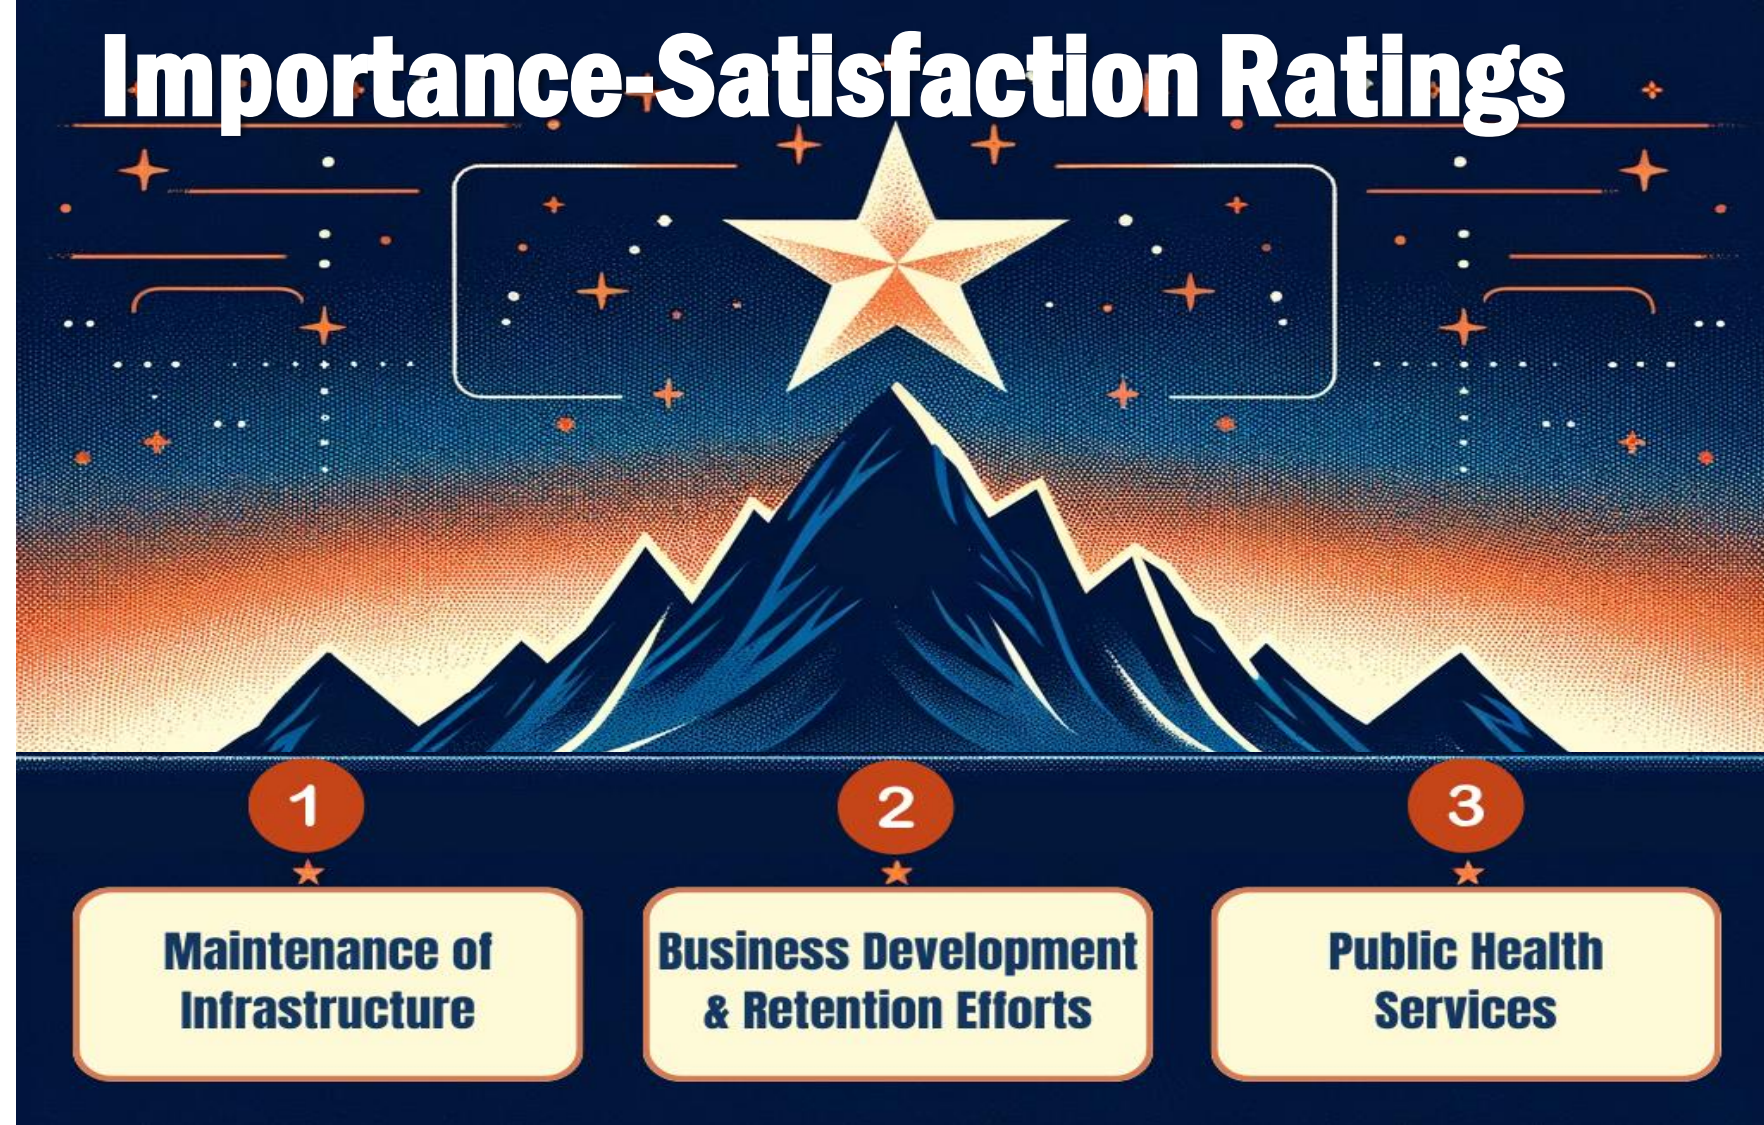 Importance-Satisfaction Ratings
1
2
3
Maintenance of
Infrastructure
Business Development
& Retention Efforts
Public Health
Services